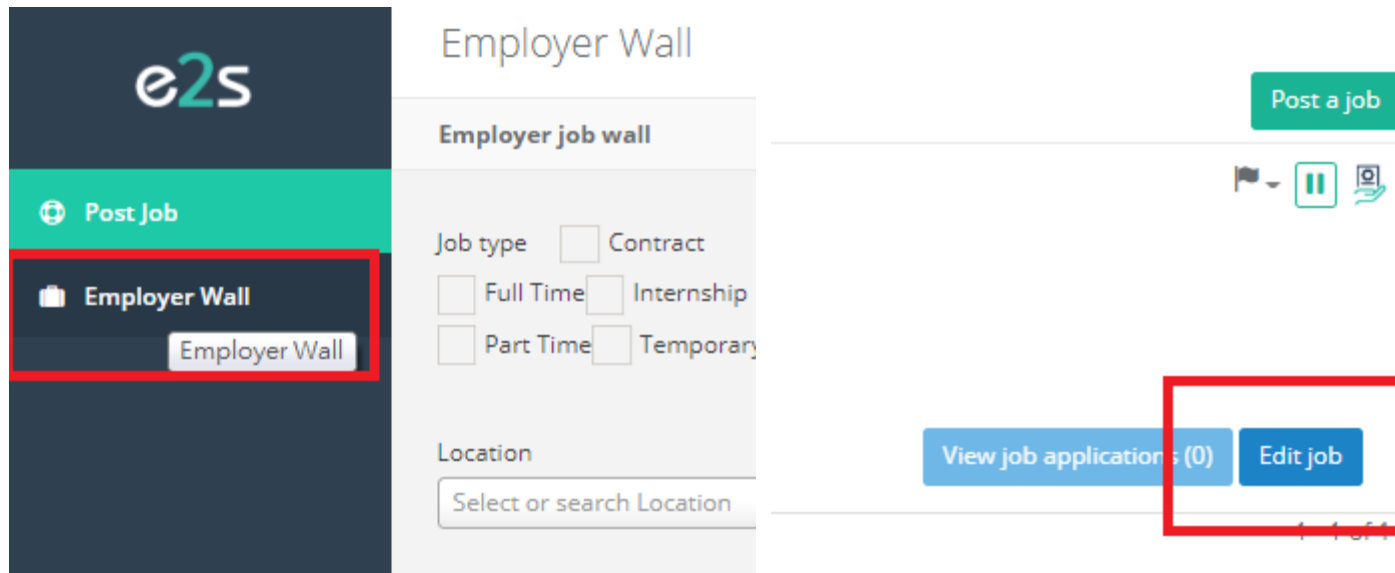 e2s
Post Job
Employer Wall
Employer Wall
Employer Wall
Employer job wall
Job type Contract
Full Time Internship
Part Time Temporary
Location
Select or search Location
Post a job
View job applications (0) Edit job